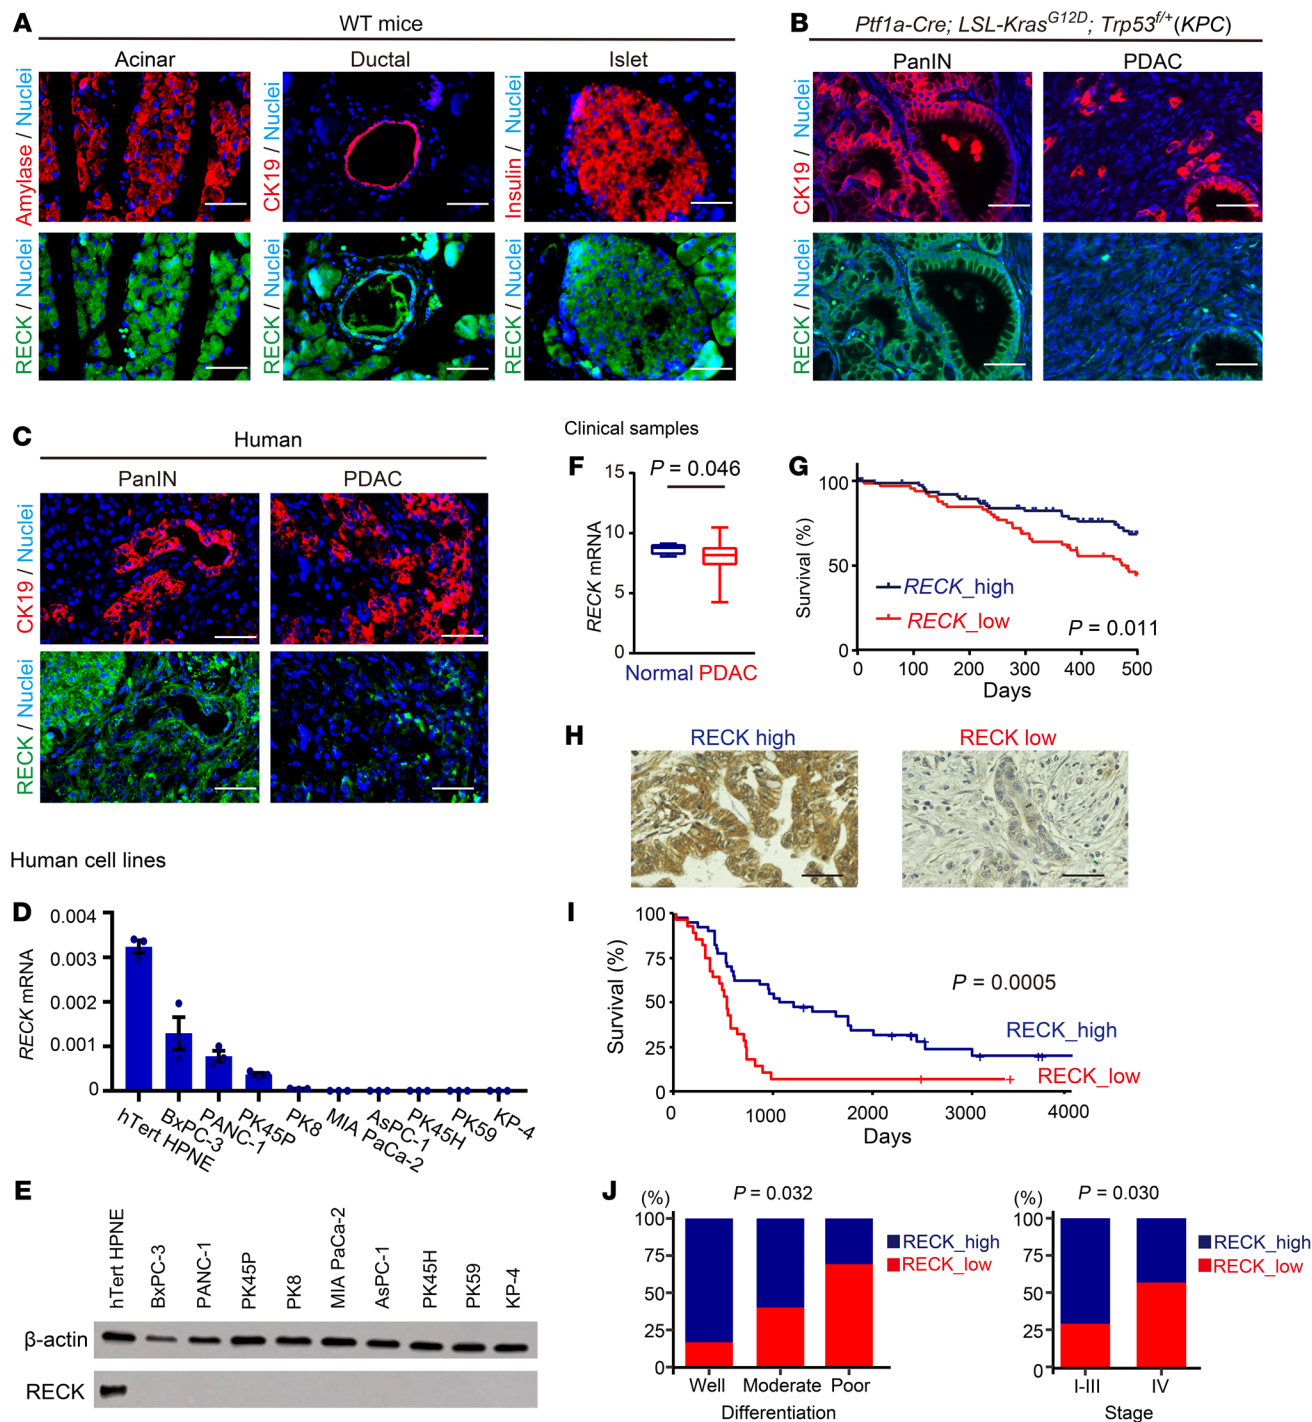 A
WT mice
Acinar
Ductal
Islet
Amylase / Nuclei
CK19 / Nuclei
Insulin / Nuclei
RECK / Nuclei
RECK / Nuclei
RECK / Nuclei
B
Ptf1a-Cre; LSL-Kras^G12D; Trp53^f/+ (KPC)
PanIN
PDAC
CK19 / Nuclei
RECK / Nuclei
C
Human
PanIN
PDAC
CK19 / Nuclei
RECK / Nuclei
Human cell lines
D
RECK mRNA
0.004
0.003
0.002
0.001
0
hTert HPNE
BxPC-3
PANC-1
PK45P
PK8
MIA PaCa-2
AsPC-1
PK45H
PK59
KP-4
E
hTert HPNE
BxPC-3
PANC-1
PK45P
PK8
MIA PaCa-2
AsPC-1
PK45H
PK59
KP-4
β-actin
RECK
Clinical samples
F
P = 0.046
RECK mRNA
15
10
5
0
Normal
PDAC
G
Survival (%)
100
50
0
RECK_high
RECK_low
P = 0.011
0 100 200 300 400 500
Days
H
RECK high
RECK low
I
Survival (%)
100
75
50
25
0
P = 0.0005
RECK_high
RECK_low
0 1000 2000 3000 4000
Days
J
(%)
P = 0.032
100
75
50
25
0
RECK_high
RECK_low
Well Moderate Poor
Differentiation
(%)
P = 0.030
100
75
50
25
0
RECK_high
RECK_low
I-III IV
Stage